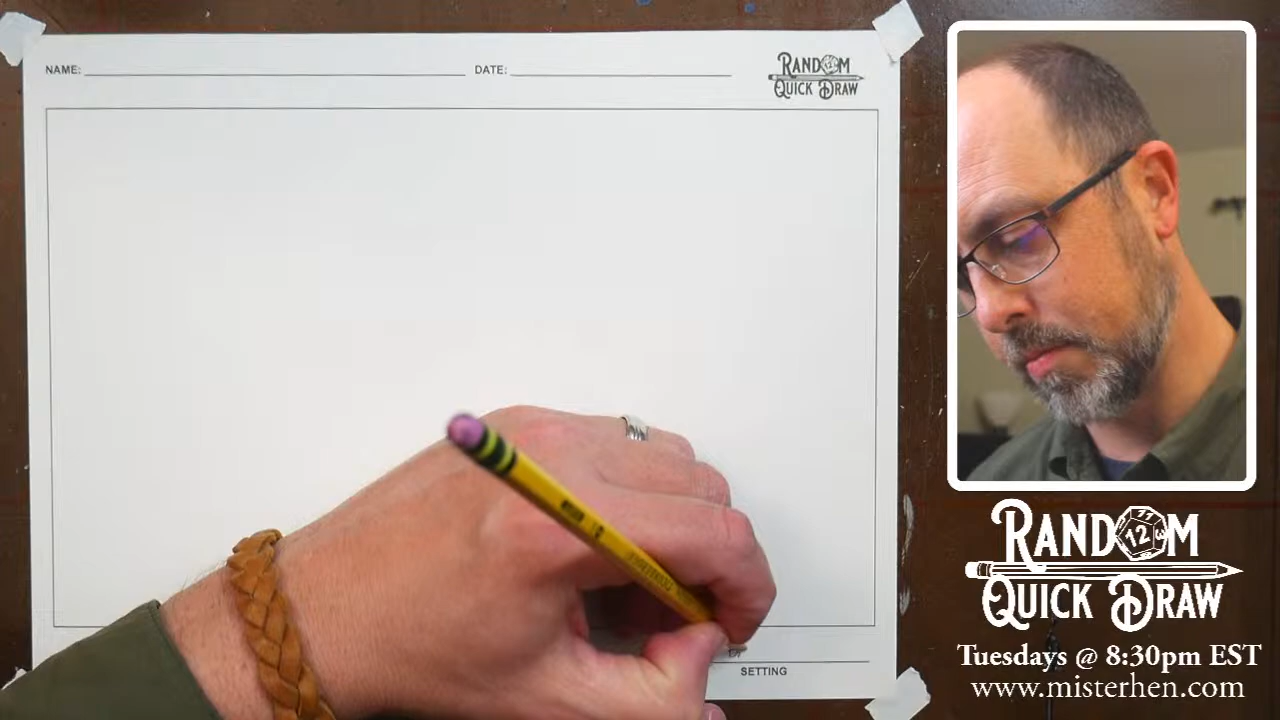 NAME: DATE:
RANDOM
QUICK DRAW
SETTING
RANDOM
12
QUICK DRAW
Tuesdays @ 8:30pm EST
www.misterhen.com